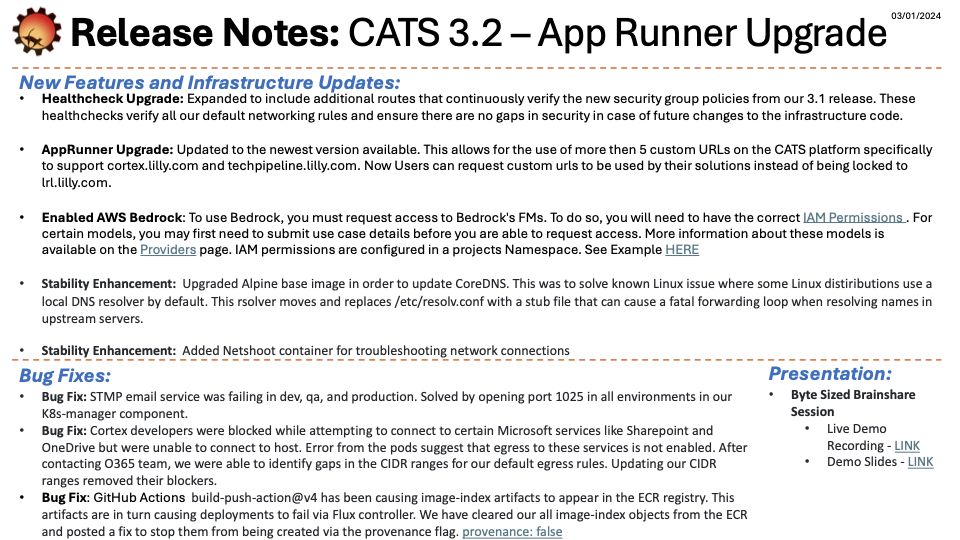 03/01/2024
Release Notes: CATS 3.2 – App Runner Upgrade
New Features and Infrastructure Updates:
• Healthcheck Upgrade: Expanded to include additional routes that continuously verify the new security group policies from our 3.1 release. These
healthchecks verify all our default networking rules and ensure there are no gaps in security in case of future changes to the infrastructure code.
• AppRunner Upgrade: Updated to the newest version available. This allows for the use of more then 5 custom URLs on the CATS platform specifically
to support cortex.lilly.com and techpipeline.lilly.com. Now Users can request custom urls to be used by their solutions instead of being locked to
lrl.lilly.com.
• Enabled AWS Bedrock: To use Bedrock, you must request access to Bedrock's FMs. To do so, you will need to have the correct IAM Permissions . For
certain models, you may first need to submit use case details before you are able to request access. More information about these models is
available on the Providers page. IAM permissions are configured in a projects Namespace. See Example HERE
• Stability Enhancement: Upgraded Alpine base image in order to update CoreDNS. This was to solve known Linux issue where some Linux distirbutions use a
local DNS resolver by default. This rsolver moves and replaces /etc/resolv.conf with a stub file that can cause a fatal forwarding loop when resolving names in
upstream servers.
• Stability Enhancement: Added Netshoot container for troubleshooting network connections
Bug Fixes:
• Bug Fix: STMP email service was failing in dev, qa, and production. Solved by opening port 1025 in all environments in our
K8s-manager component.
• Bug Fix: Cortex developers were blocked while attempting to connect to certain Microsoft services like Sharepoint and
OneDrive but were unable to connect to host. Error from the pods suggest that egress to these services is not enabled. After
contacting O365 team, we were able to identify gaps in the CIDR ranges for our default egress rules. Updating our CIDR
ranges removed their blockers.
• Bug Fix: GitHub Actions build-push-action@v4 has been causing image-index artifacts to appear in the ECR registry. This
artifacts are in turn causing deployments to fail via Flux controller. We have cleared our all image-index objects from the ECR
and posted a fix to stop them from being created via the provenance flag. provenance: false
Presentation:
• Byte Sized Brainshare
Session
• Live Demo
Recording - LINK
• Demo Slides - LINK